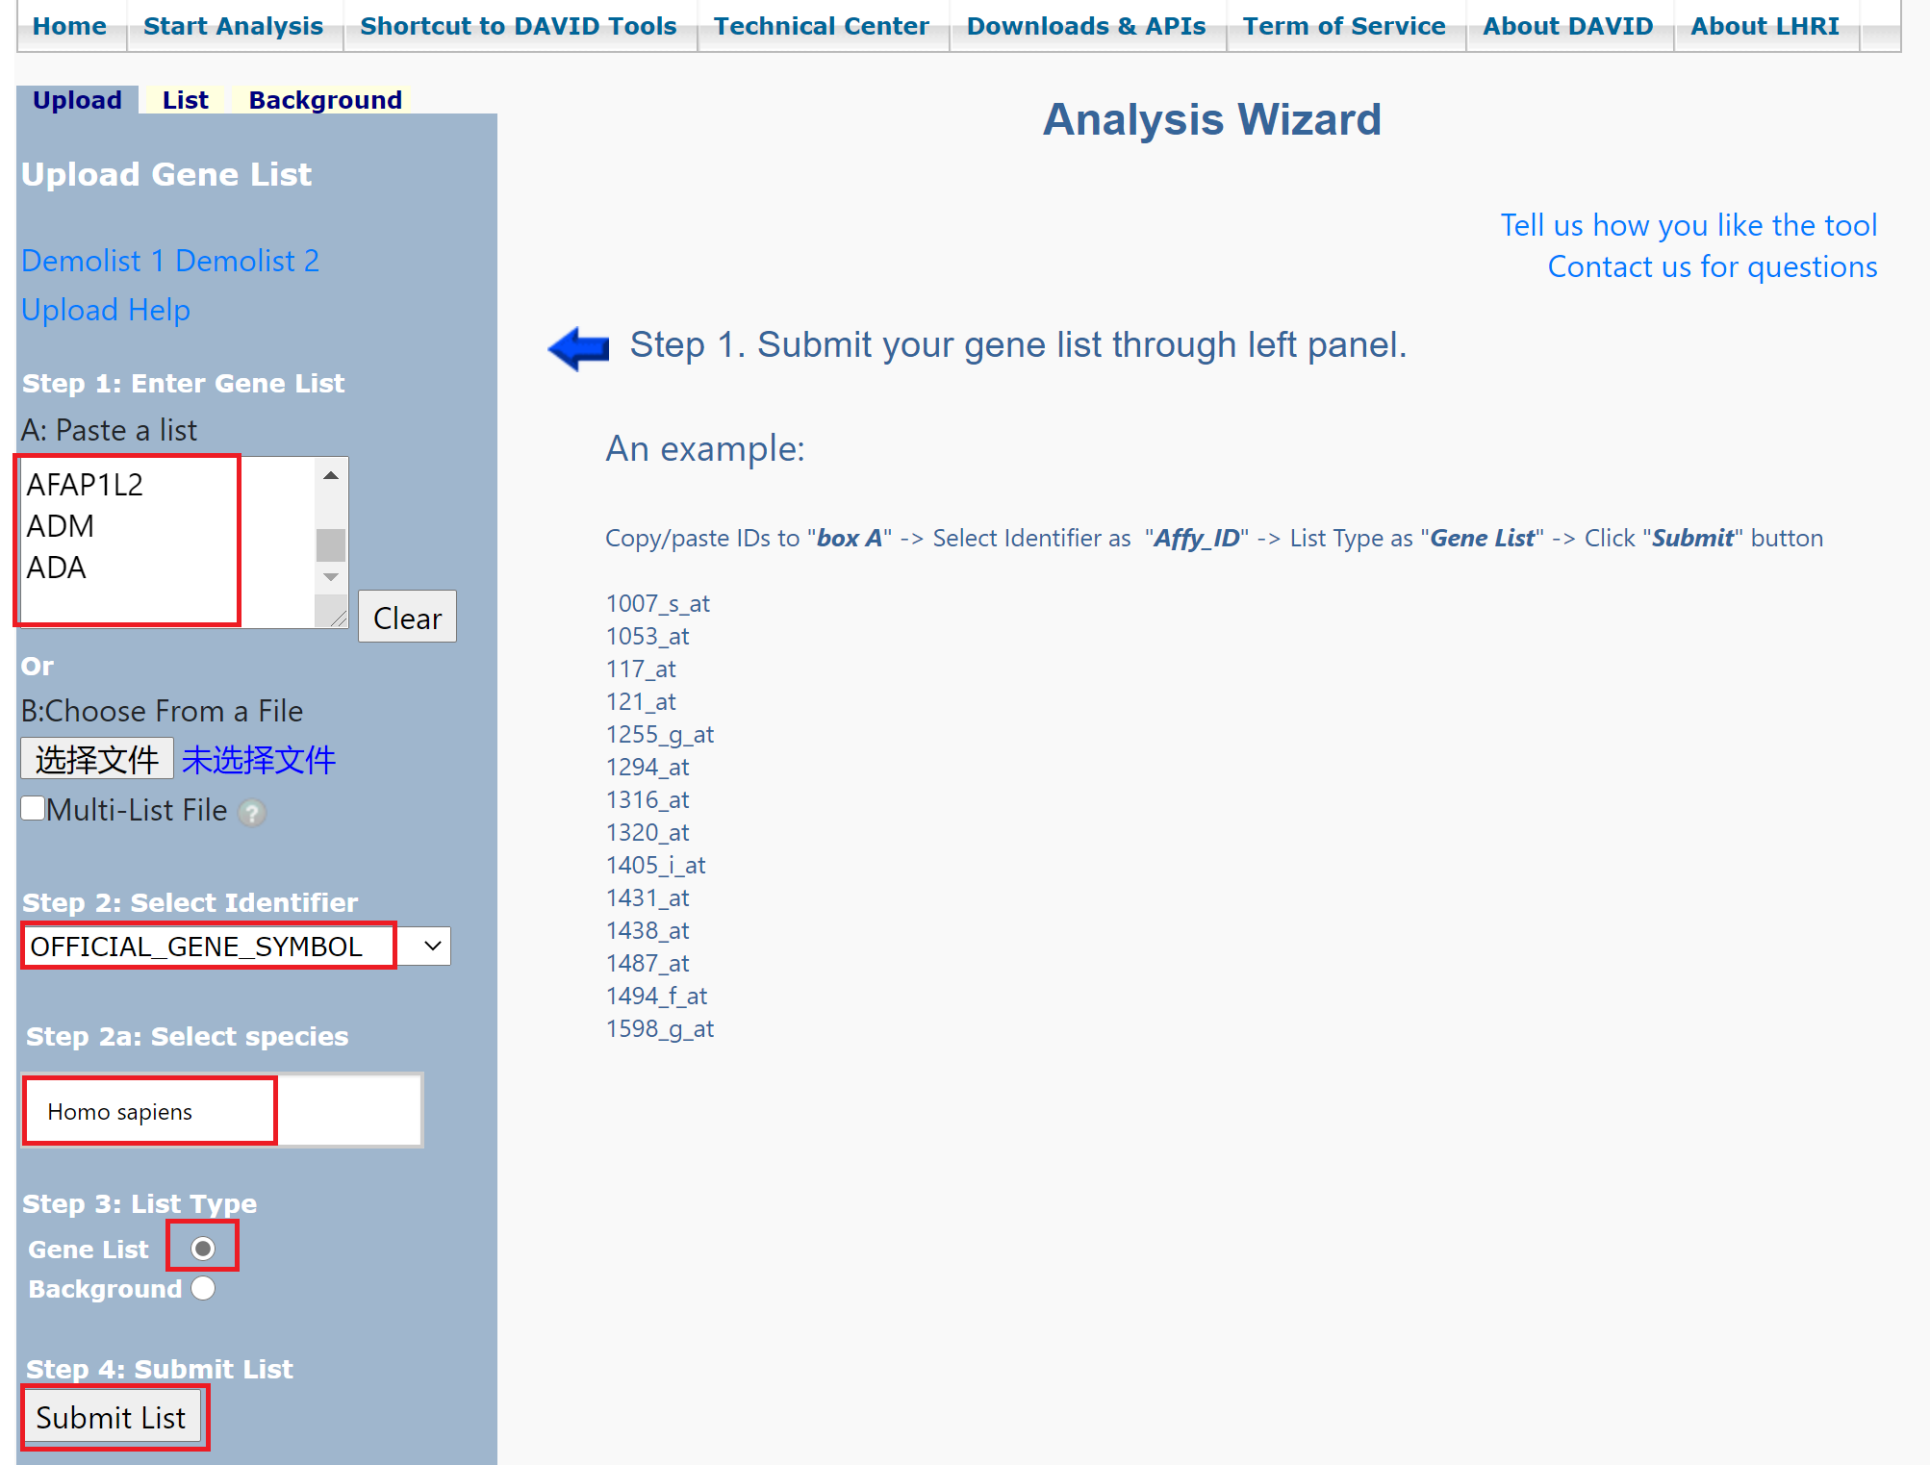 Home Start Analysis Shortcut to DAVID Tools Technical Center Downloads & APIs Term of Service About DAVID About LHRI
Upload List Background
Upload Gene List
Demolist 1 Demolist 2
Upload Help
Step 1: Enter Gene List
A: Paste a list
AFAP1L2
ADM
ADA
Clear
Or
B:Choose From a File
选择文件 未选择文件
Multi-List File ?
Step 2: Select Identifier
OFFICIAL_GENE_SYMBOL
Step 2a: Select species
Homo sapiens
Step 3: List Type
Gene List
Background
Step 4: Submit List
Submit List
Analysis Wizard
Tell us how you like the tool
Contact us for questions
Step 1. Submit your gene list through left panel.
An example:
Copy/paste IDs to "box A" -> Select Identifier as "Affy_ID" -> List Type as "Gene List" -> Click "Submit" button
1007_s_at
1053_at
117_at
121_at
1255_g_at
1294_at
1316_at
1320_at
1405_i_at
1431_at
1438_at
1487_at
1494_f_at
1598_g_at